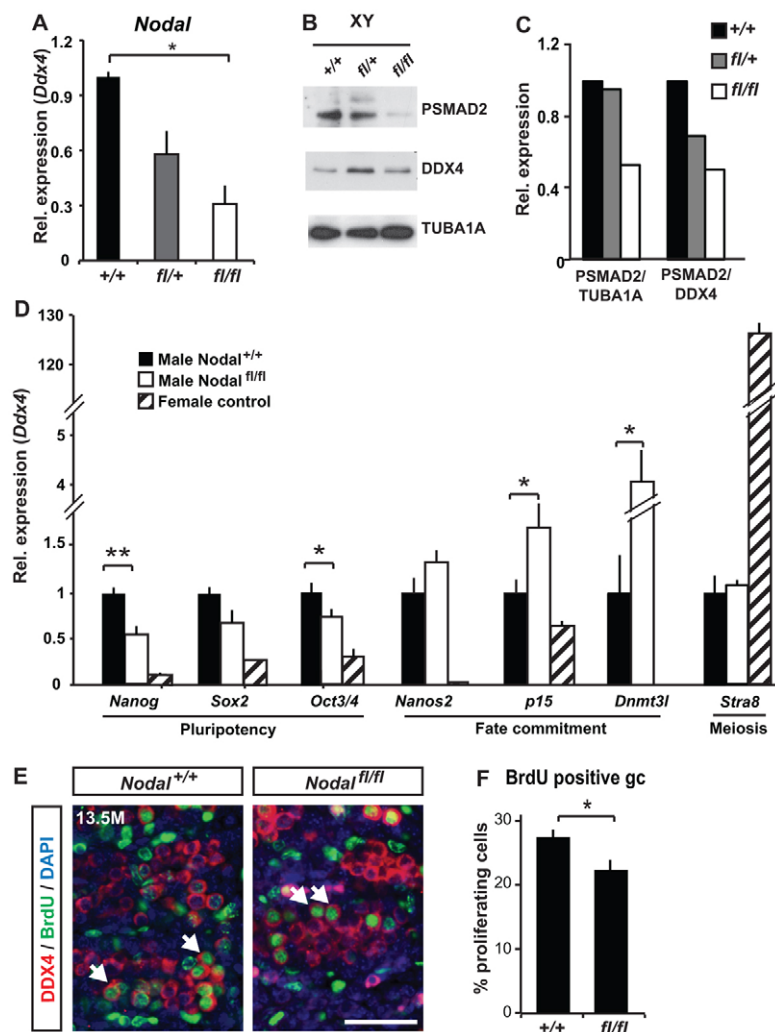 A
Nodal
*
Rel. expression (Ddx4)
1.2
0.9
0.6
0.3
0
+/+
fl/+
fl/fl
B
XY
+/+
fl/+
fl/fl
PSMAD2
DDX4
TUBA1A
C
+/+
fl/+
fl/fl
Rel. expression
1.2
0.8
0.4
0
PSMAD2/
TUBA1A
PSMAD2/
DDX4
D
Rel. expression (Ddx4)
130
120
5
4
1
0.5
0
Male Nodal+/+
Male Nodal fl/fl
Female control
**
*
*
*
Nanog
Sox2
Oct3/4
Nanos2
p15
Dnmt3l
Stra8
Pluripotency
Fate commitment
Meiosis
E
Nodal+/+
Nodal fl/fl
DDX4 / BrdU / DAPI
13.5M
F
BrdU positive gc
*
% proliferating cells
30
20
10
0
+/+
fl/fl